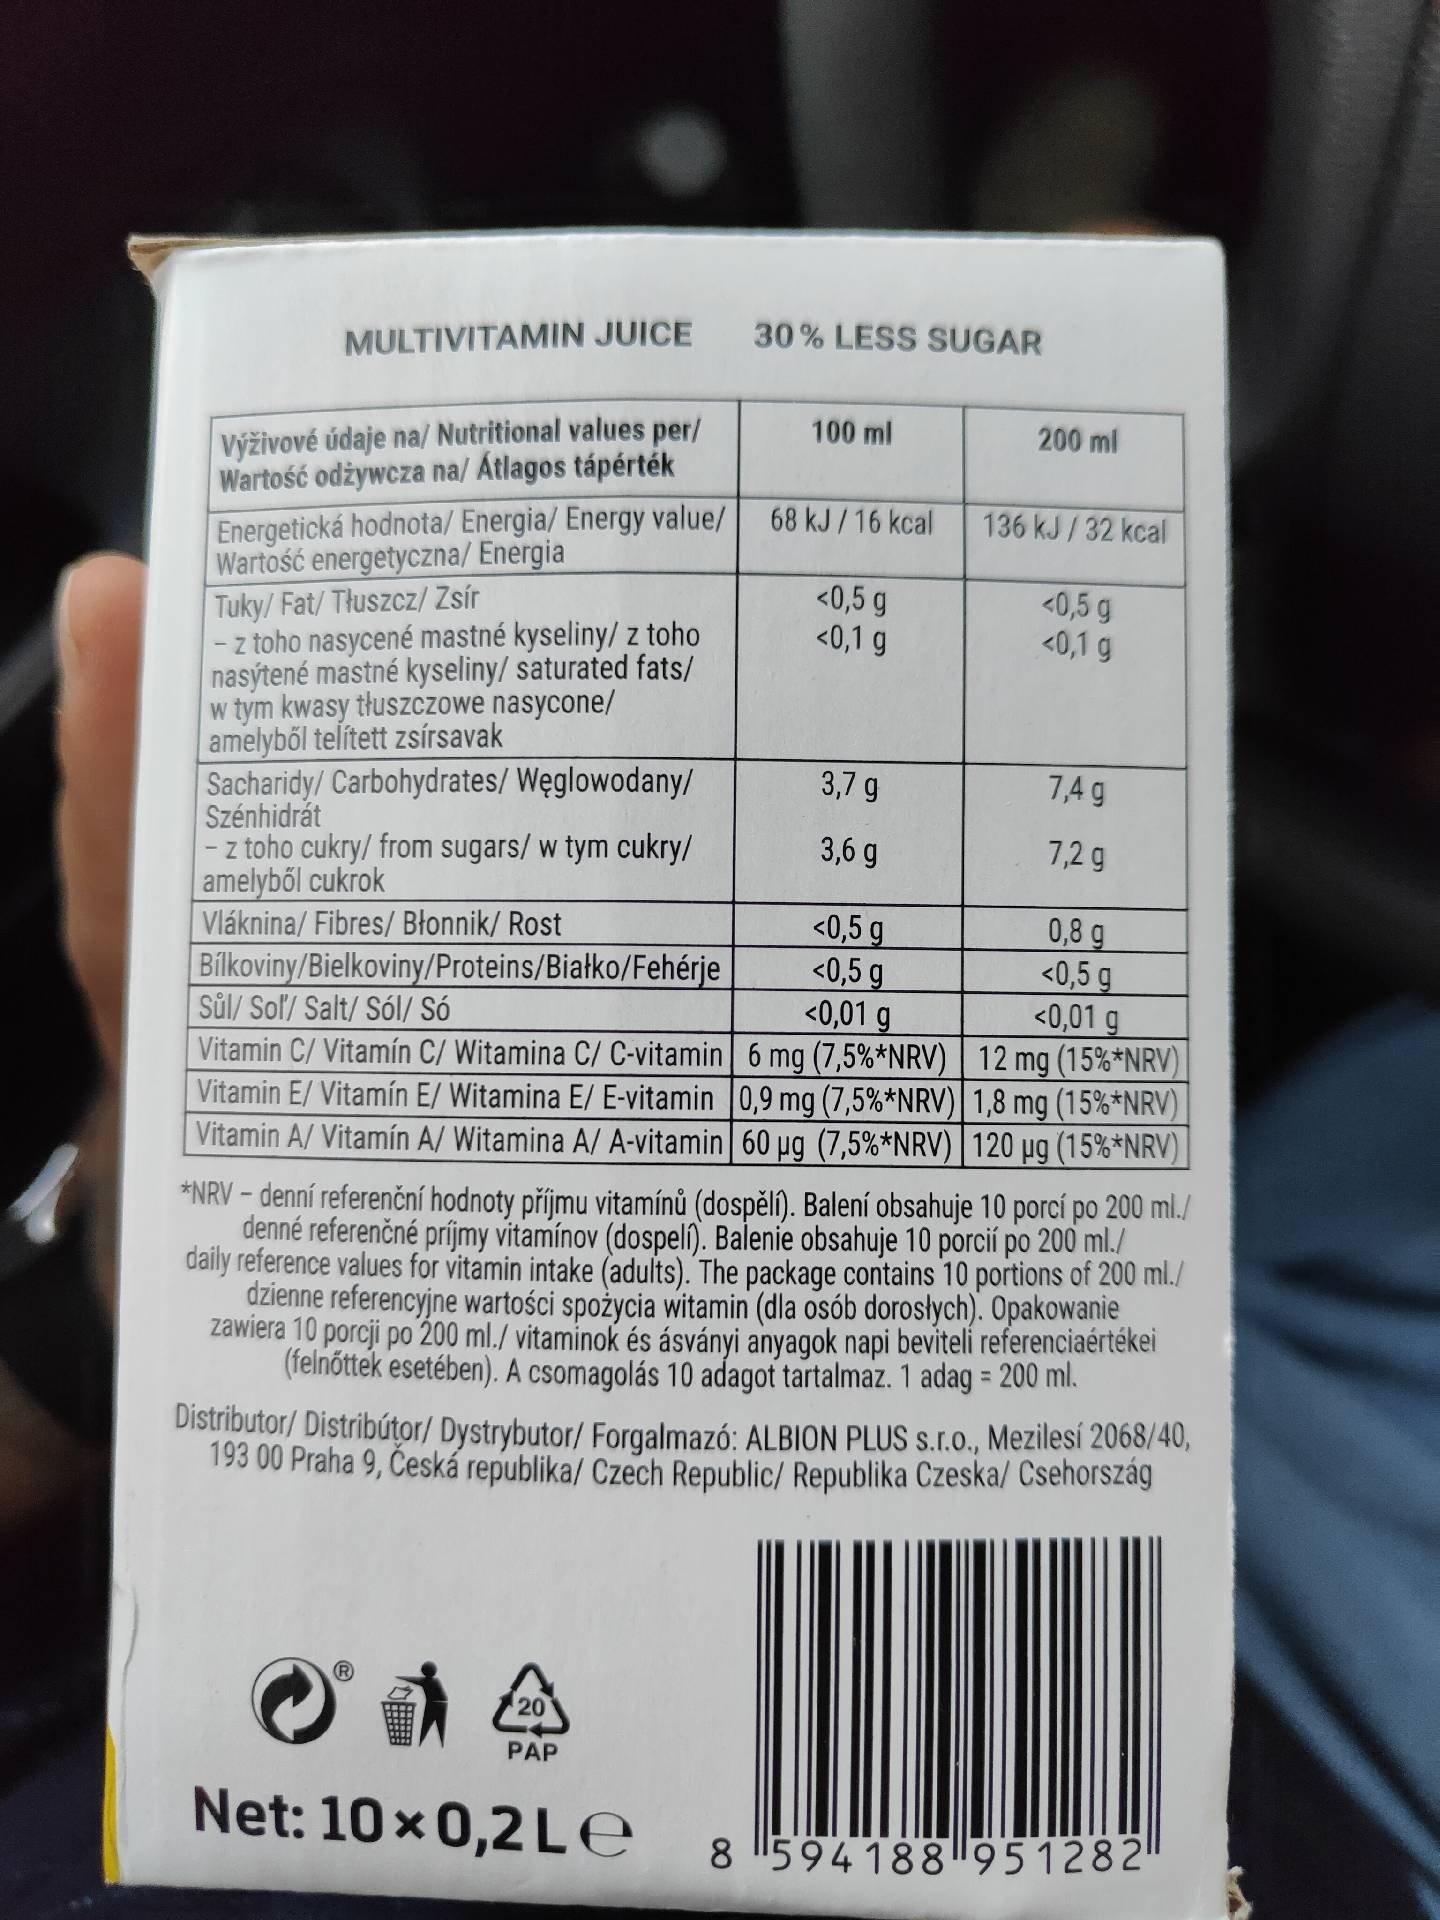 MULTIVITAMIN JUICE 30% LESS SUGAR
Výživové údaje na/ Nutritional values per/ 100 ml 200 ml
Wartość odżywcza na/ Átlagos tápérték
Energetická hodnota/ Energia/ Energy value/ 68 kJ / 16 kcal 136 kJ / 32 kcal
Wartość energetyczna/ Energia
Tuky/ Fat/ Tłuszcz/ Zsír <0,5 g <0,5 g
- z toho nasycené mastné kyseliny/ z toho <0,1 g <0,1 g
nasýtené mastné kyseliny/ saturated fats/
w tym kwasy tłuszczowe nasycone/
amelyből telített zsírsavak
Sacharidy/ Carbohydrates/ Węglowodany/ 3,7 g 7,4 g
Szénhidrát
- z toho cukry/ from sugars/ w tym cukry/ 3,6 g 7,2 g
amelyből cukrok
Vláknina/ Fibres/ Błonnik/ Rost <0,5 g 0,8 g
Bílkoviny/Bielkoviny/Proteins/Białko/Fehérje <0,5 g <0,5 g
Sůl/ Soľ/ Salt/ Sól/ Só <0,01 g <0,01 g
Vitamin C/ Vitamín C/ Witamina C/ C-vitamin 6 mg (7,5%*NRV) 12 mg (15%*NRV)
Vitamin E/ Vitamín E/ Witamina E/ E-vitamin 0,9 mg (7,5%*NRV) 1,8 mg (15%*NRV)
Vitamin A/ Vitamín A/ Witamina A/ A-vitamin 60 µg (7,5%*NRV) 120 µg (15%*NRV)
*NRV – denní referenční hodnoty příjmu vitamínů (dospělí). Balení obsahuje 10 porcí po 200 ml./
denné referenčné príjmy vitamínov (dospelí). Balenie obsahuje 10 porcií po 200 ml./
daily reference values for vitamin intake (adults). The package contains 10 portions of 200 ml./
dzienne referencyjne wartości spożycia witamin (dla osób dorosłych). Opakowanie
zawiera 10 porcji po 200 ml./ vitaminok és ásványi anyagok napi beviteli referenciaértékei
(felnőttek esetében). A csomagolás 10 adagot tartalmaz. 1 adag = 200 ml.
Distributor/ Distribútor/ Dystrybutor/ Forgalmazó: ALBION PLUS s.r.o., Mezilesí 2068/40,
193 00 Praha 9, Česká republika/ Czech Republic/ Republika Czeska/ Csehország
®
20
PAP
Net: 10×0,2L e
8 594188 951282